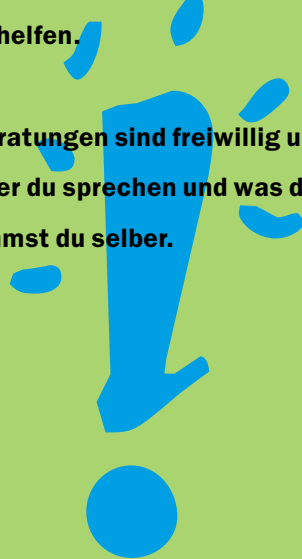 helfen.
ratungen sind freiwillig u
er du sprechen und was d
mst du selber.